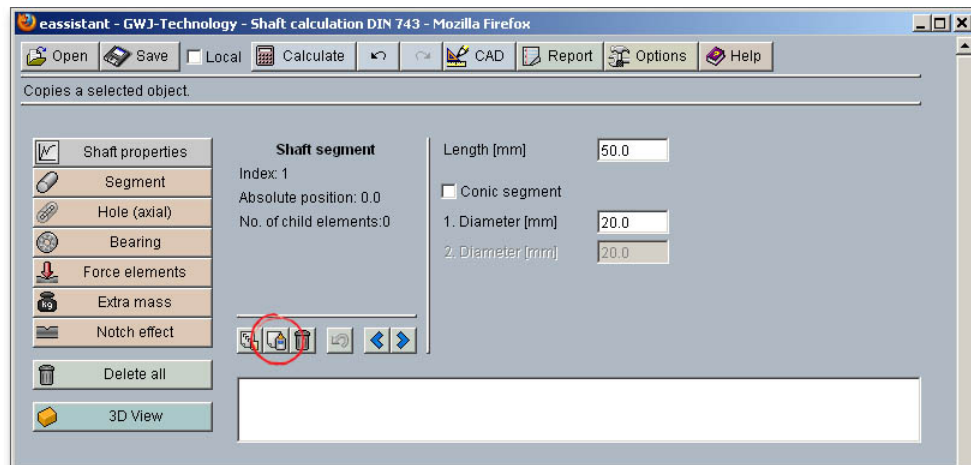 eassistant - GWJ-Technology - Shaft calculation DIN 743 - Mozilla Firefox
Open Save Local Calculate CAD Report Options Help
Copies a selected object.
Shaft properties
Segment
Hole (axial)
Bearing
Force elements
kg Extra mass
Notch effect
Delete all
3D View
Shaft segment
Index: 1
Absolute position: 0.0
No. of child elements:0
Length [mm] 50.0
Conic segment
1. Diameter [mm] 20.0
2. Diameter [mm] 20.0